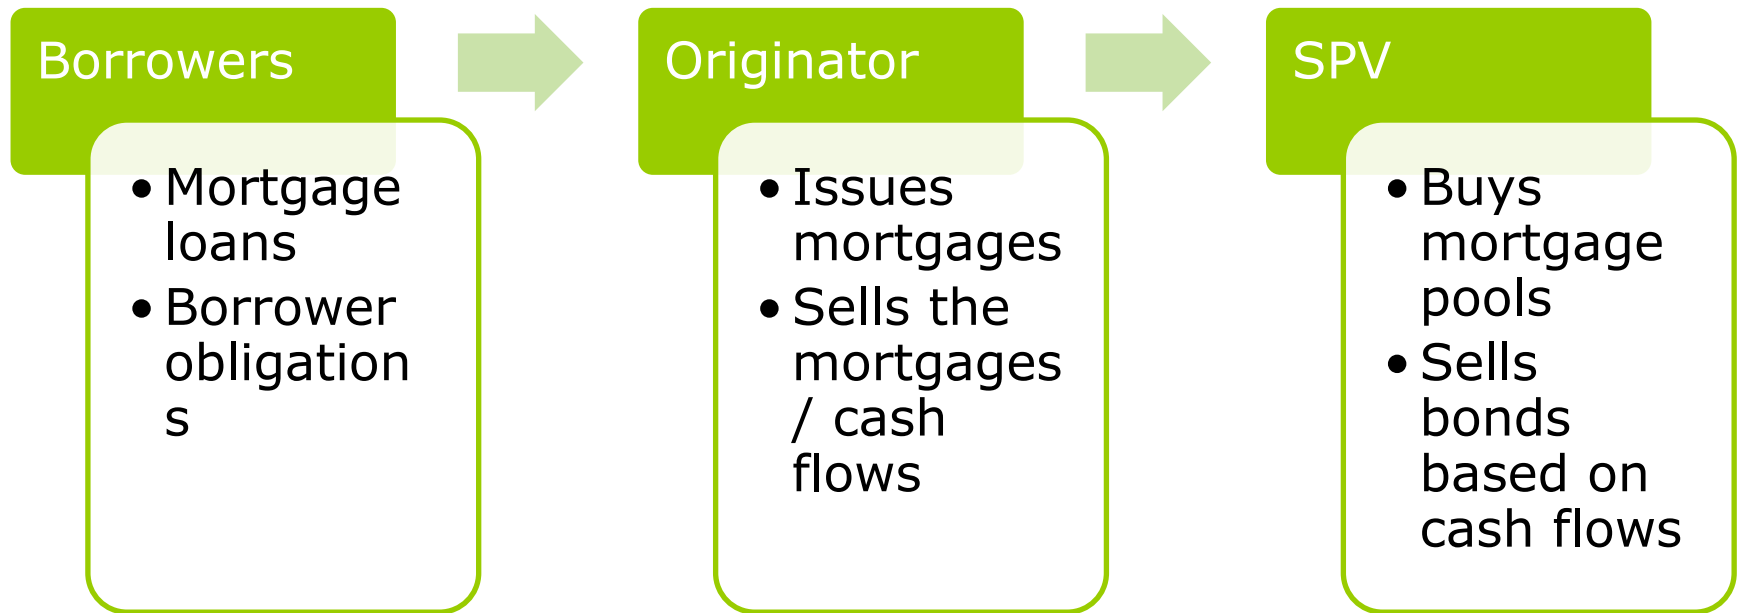 Borrowers
• Mortgage
loans
• Borrower
obligation
s
Originator
• Issues
mortgages
• Sells the
mortgages
/ cash
flows
SPV
• Buys
mortgage
pools
• Sells
bonds
based on
cash flows